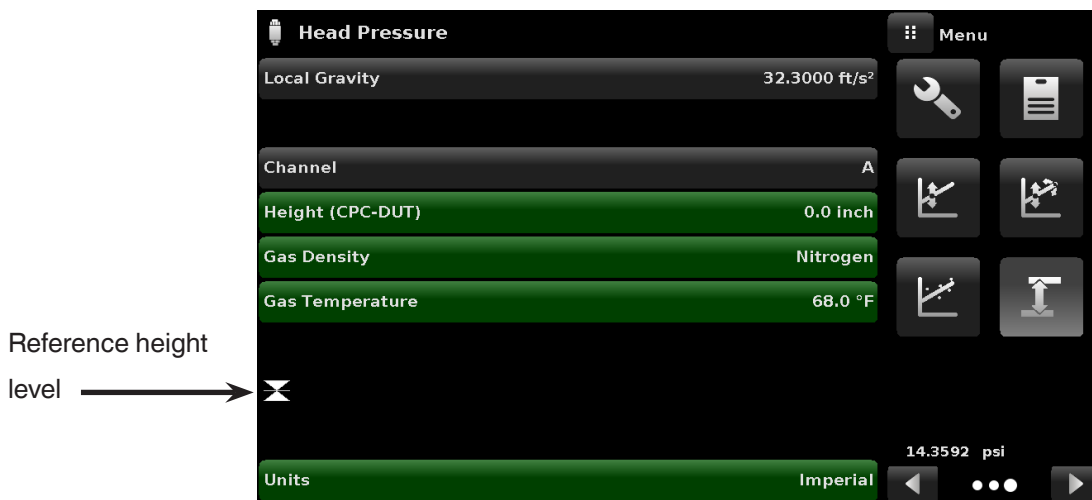 Head Pressure
Menu
Local Gravity 32.3000 ft/s²
Channel A
Height (CPC-DUT) 0.0 inch
Gas Density Nitrogen
Gas Temperature 68.0 °F
Reference height
level
14.3592 psi
Units Imperial